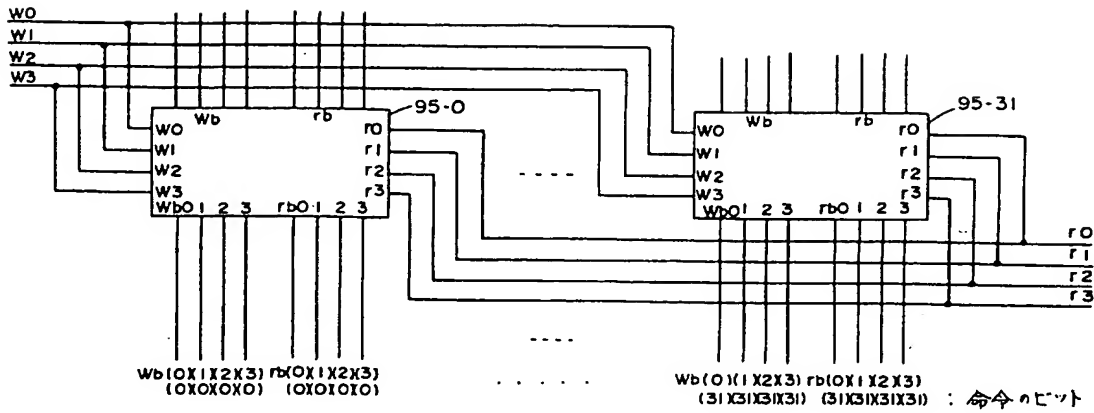 W0
W1
W2
W3
Wb rb
95-0
W0 r0
W1 r1
W2 r2
W3 r3
Wb0 1 2 3 rb0 1 2 3
Wb rb
95-31
W0 r0
W1 r1
W2 r2
W3 r3
Wb0 1 2 3 rb0 1 2 3
r0
r1
r2
r3
Wb(0)(1)(2)(3) rb(0)(1)(2)(3)
(0)(0)(0)(0) (0)(0)(0)(0)
Wb(0)(1)(2)(3) rb(0)(1)(2)(3)
(31)(31)(31)(31) (31)(31)(31)(31) : 命令のビット